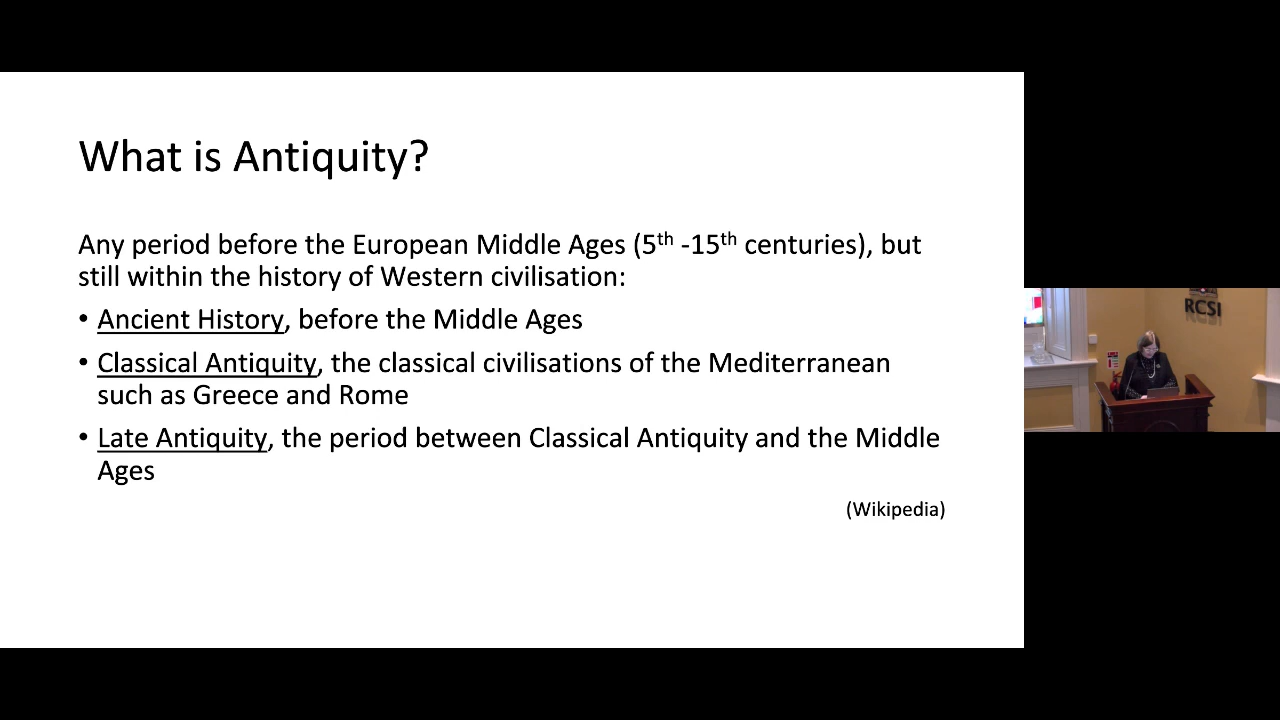 What is Antiquity?
Any period before the European Middle Ages (5th -15th centuries), but
still within the history of Western civilisation:
• Ancient History, before the Middle Ages
• Classical Antiquity, the classical civilisations of the Mediterranean
such as Greece and Rome
• Late Antiquity, the period between Classical Antiquity and the Middle
Ages
(Wikipedia)
RCSI